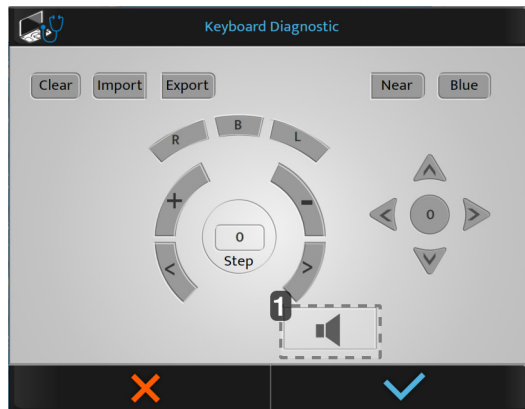 Keyboard Diagnostic
Clear Import Export Near Blue
R B L
+ -
0 0
Step
< >
1